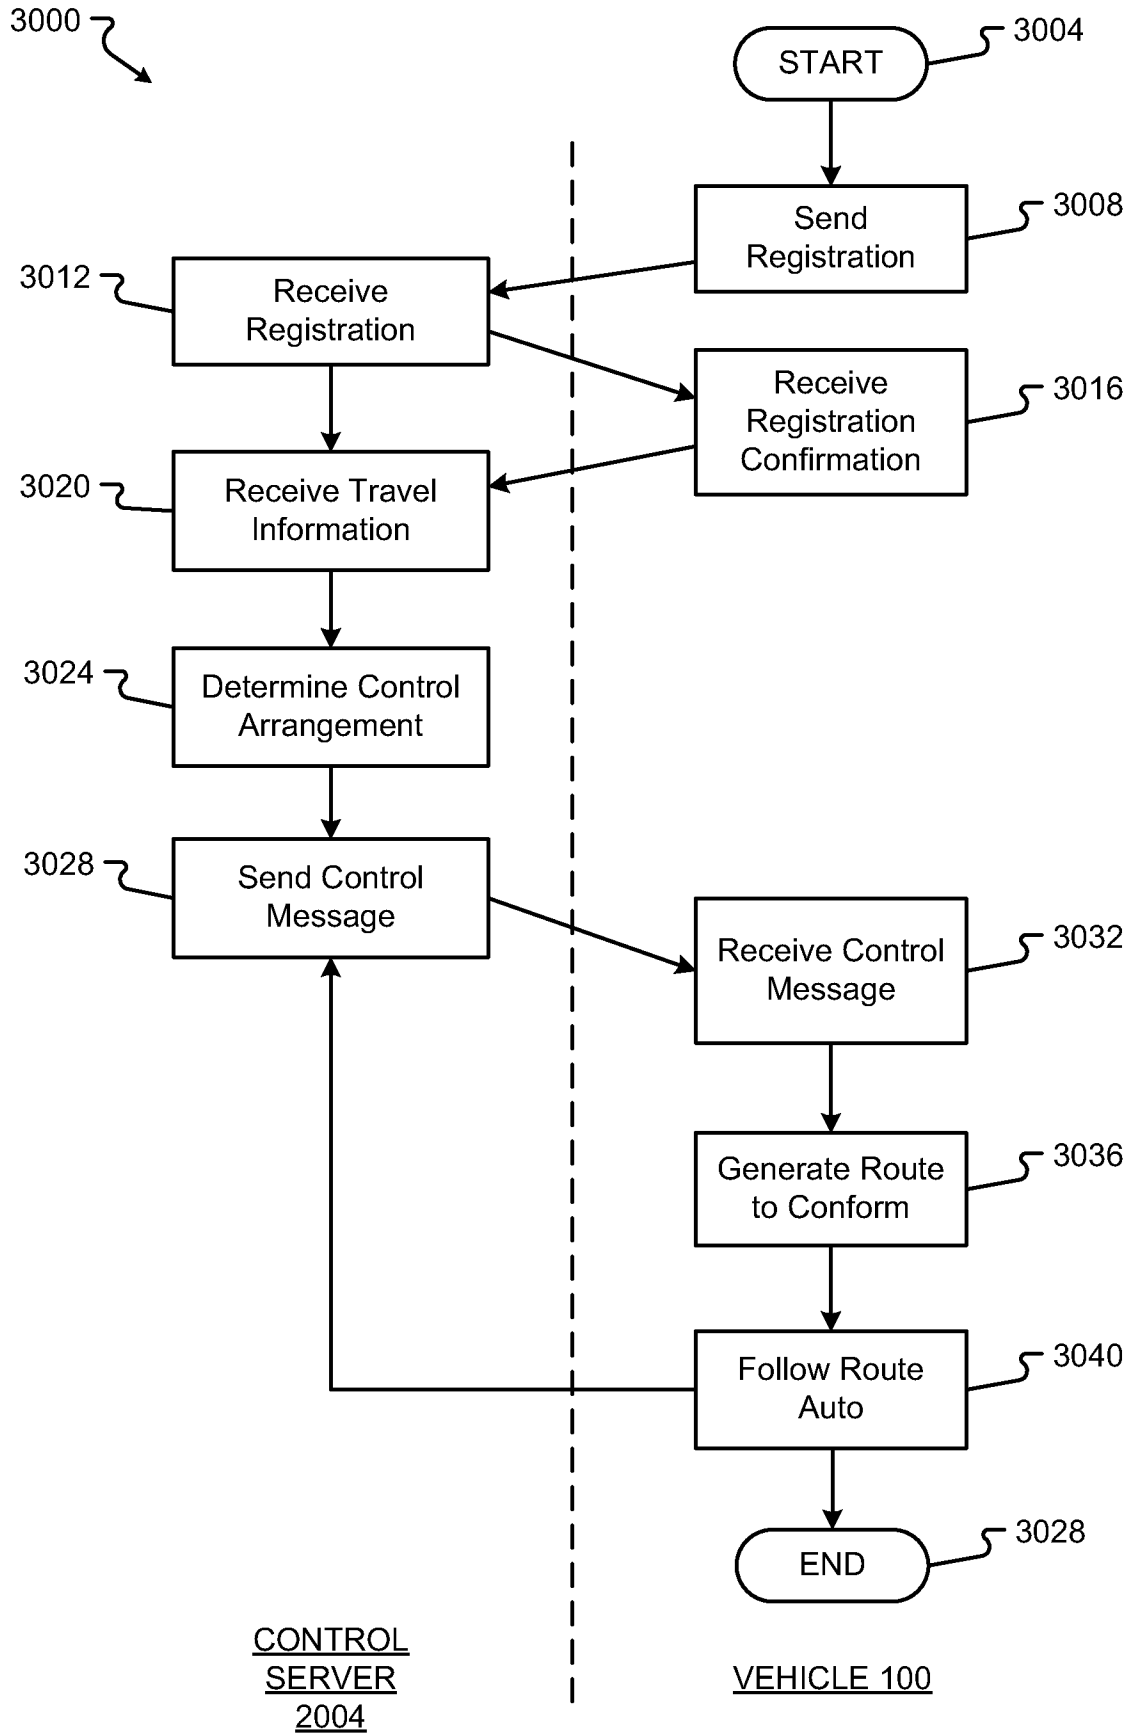 3000
START
3004
Send
Registration
3008
3012
Receive
Registration
Receive
Registration
Confirmation
3016
3020
Receive Travel
Information
3024
Determine Control
Arrangement
3028
Send Control
Message
Receive Control
Message
3032
Generate Route
to Conform
3036
Follow Route
Auto
3040
END
3028
CONTROL
SERVER
2004
VEHICLE 100